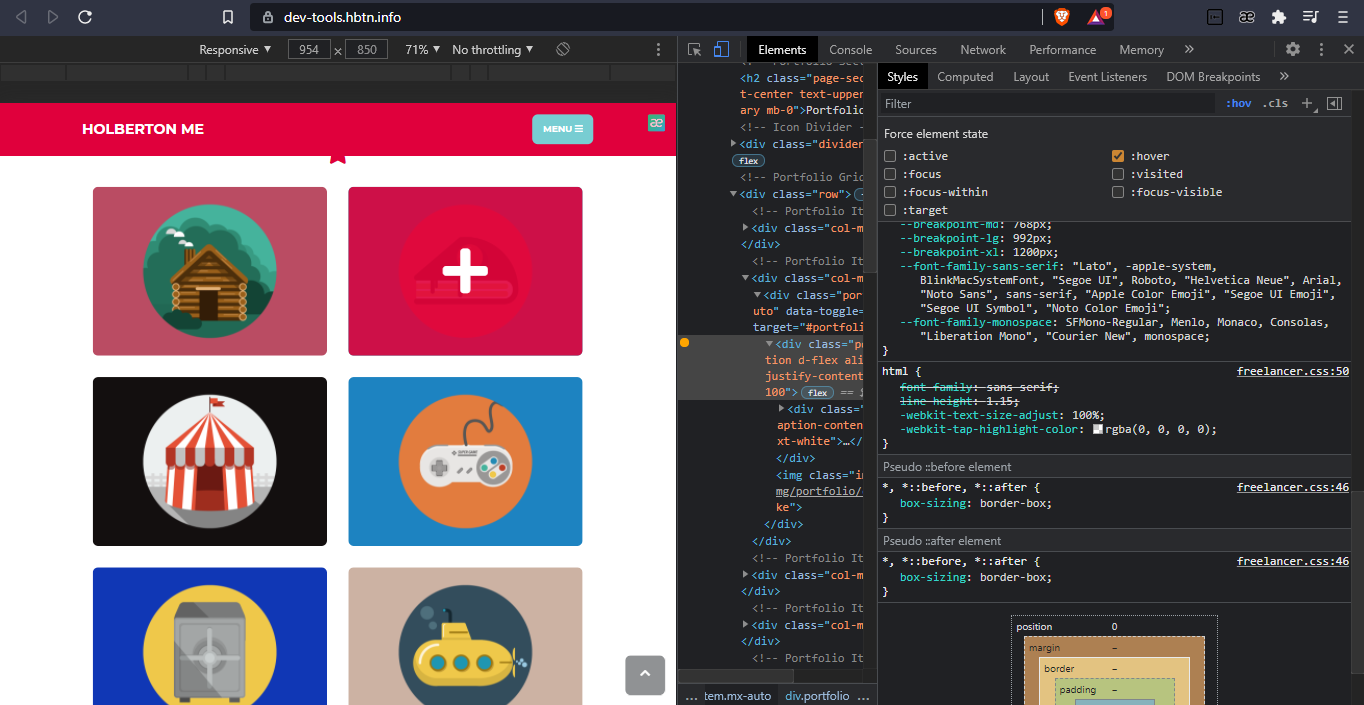 dev-tools.hbtn.info
1
Responsive ▼ 954 × 850 71% ▼ No throttling ▼
Elements Console Sources Network Performance Memory »
HOLBERTON ME
MENU ☰
æ
<h2 class="page-sec
t-center text-upper
ary mb-0">Portfolio
<!-- Icon Divider -
<div class="divider
flex
<!-- Portfolio Grid
<div class="row">
<!-- Portfolio It
<div class="col-m
</div>
<!-- Portfolio It
<div class="col-m
<div class="por
uto" data-toggle=
target="#portfoli
<div class="po
tion d-flex ali
justify-content
100"> flex ==
<div class="
aption-conten
xt-white">…</
</div>
<img class="im
mg/portfolio/
ke">
</div>
</div>
<!-- Portfolio It
<div class="col-m
</div>
<!-- Portfolio It
<div class="col-m
</div>
<!-- Portfolio It
... tem.mx-auto div.portfolio ...
Styles Computed Layout Event Listeners DOM Breakpoints »
Filter :hov .cls +
Force element state
:active :hover
:focus :visited
:focus-within :focus-visible
:target
--breakpoint-md: 768px;
--breakpoint-lg: 992px;
--breakpoint-xl: 1200px;
--font-family-sans-serif: "Lato", -apple-system,
BlinkMacSystemFont, "Segoe UI", Roboto, "Helvetica Neue", Arial,
"Noto Sans", sans-serif, "Apple Color Emoji", "Segoe UI Emoji",
"Segoe UI Symbol", "Noto Color Emoji";
--font-family-monospace: SFMono-Regular, Menlo, Monaco, Consolas,
"Liberation Mono", "Courier New", monospace;
}
html { freelancer.css:50
font-family: sans-serif;
line-height: 1.15;
-webkit-text-size-adjust: 100%;
-webkit-tap-highlight-color: rgba(0, 0, 0, 0);
}
Pseudo ::before element
*, *::before, *::after { freelancer.css:46
box-sizing: border-box;
}
Pseudo ::after element
*, *::before, *::after { freelancer.css:46
box-sizing: border-box;
}
position 0
margin –
border –
padding –